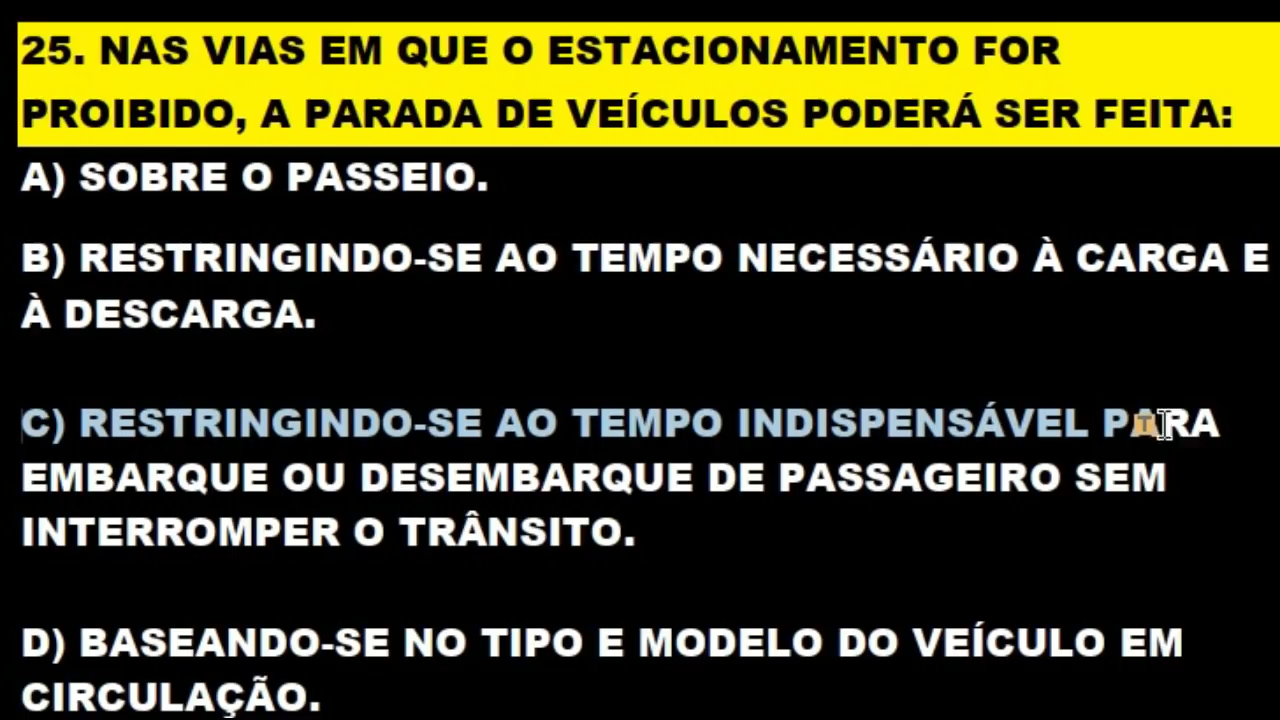 25. NAS VIAS EM QUE O ESTACIONAMENTO FOR
PROIBIDO, A PARADA DE VEÍCULOS PODERÁ SER FEITA:
A) SOBRE O PASSEIO.
B) RESTRINGINDO-SE AO TEMPO NECESSÁRIO À CARGA E
À DESCARGA.
C) RESTRINGINDO-SE AO TEMPO INDISPENSÁVEL PARA
EMBARQUE OU DESEMBARQUE DE PASSAGEIRO SEM
INTERROMPER O TRÂNSITO.
D) BASEANDO-SE NO TIPO E MODELO DO VEÍCULO EM
CIRCULAÇÃO.